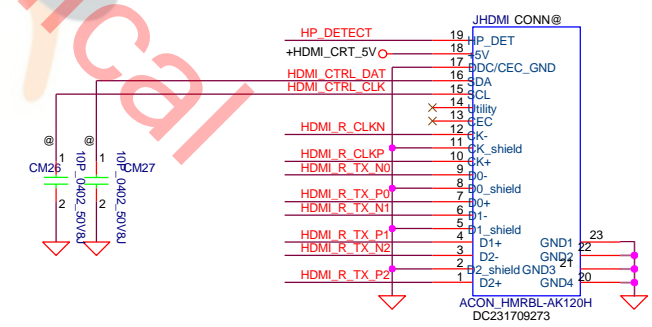 JHDMI CONN@
HP_DETECT 19 HP_DET
+HDMI_CRT_5V 18 +5V
17 DDC/CEC_GND
HDMI_CTRL_DAT 16 SDA
HDMI_CTRL_CLK 15 SCL
14 Utility
13 CEC
HDMI_R_CLKN 12 CK-
11 CK_shield
HDMI_R_CLKP 10 CK+
HDMI_R_TX_N0 9 D0-
8 D0_shield
HDMI_R_TX_P0 7 D0+
HDMI_R_TX_N1 6 D1-
5 D1_shield
HDMI_R_TX_P1 4 D1+ GND1 23
HDMI_R_TX_N2 3 D2- GND2 22
2 D2_shield GND3 21
HDMI_R_TX_P2 1 D2+ GND4 20
ACON_HMRBL-AK120H
DC231709273
@ @
1 1
CM26 10P_0402_50V8J 10P_0402_50V8J CM27
2 2
cal